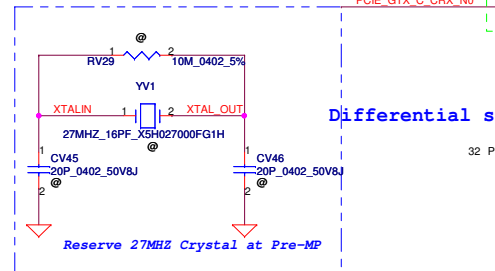 PCIE_GTX_C_CRX_N0
@
1 2
RV29 10M_0402_5%
YV1
XTALIN 1 2 XTAL_OUT
27MHZ_16PF_X5H027000FG1H
@
Differential s
32 P
1 1
CV45 CV46
20P_0402_50V8J 20P_0402_50V8J
@ @
2 2
Reserve 27MHZ Crystal at Pre-MP